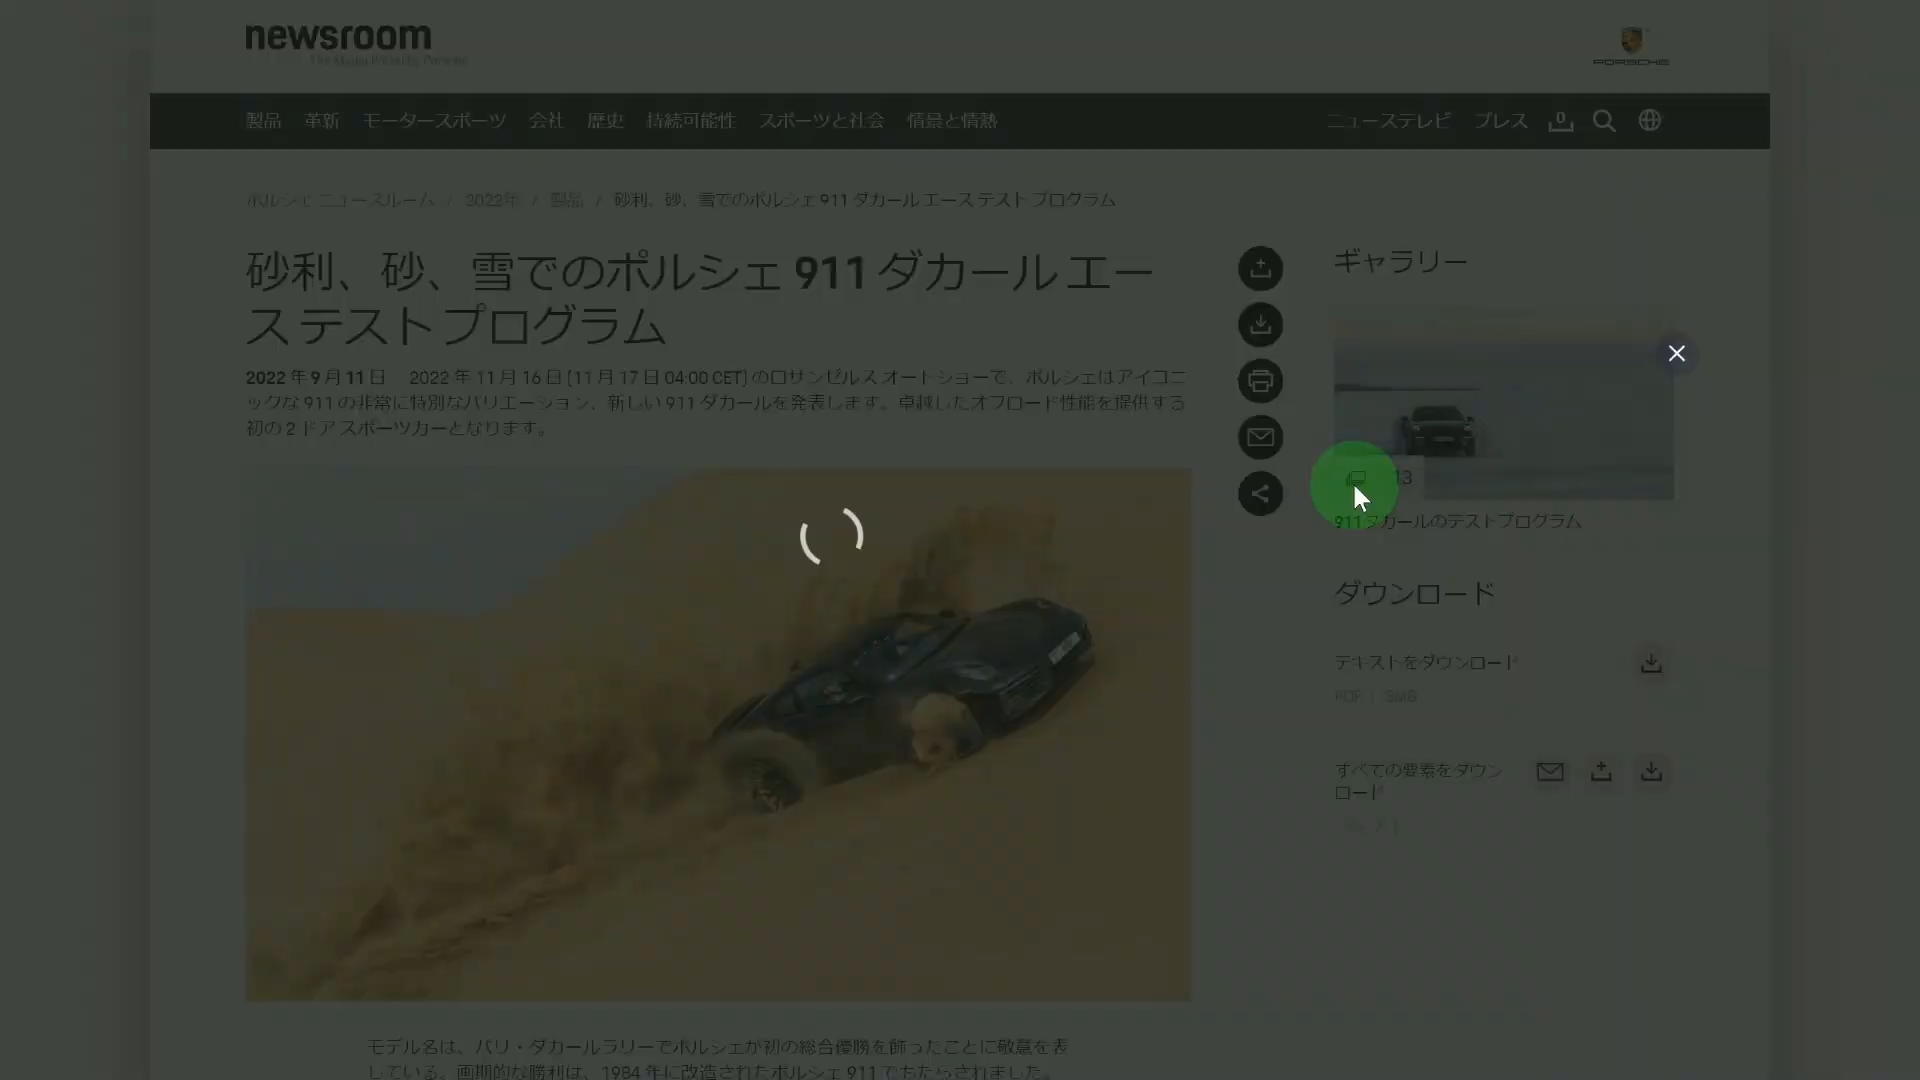 newsroom
The Media Portal by Porsche
PORSCHE
製品 革新 モータースポーツ 会社 歴史 持続可能性 スポーツと社会 情景と情熱
ニューステレビ プレス 0
ポルシェ ニュースルーム / 2022年 / 製品 / 砂利、砂、雪でのポルシェ 911 ダカール エース テスト プログラム
砂利、砂、雪でのポルシェ 911 ダカール エー
ス テスト プログラム
2022 年 9 月 11 日 2022 年 11 月 16 日 (11 月 17 日 04:00 CET) のロサンゼルス オートショーで、ポルシェはアイコニ
ックな 911 の非常に特別なバリエーション、新しい 911 ダカールを発表します。卓越したオフロード性能を提供する
初の 2 ドア スポーツカーとなります。
ギャラリー
13
911 ダカールのテストプログラム
ダウンロード
テキストをダウンロード
PDF | 3MB
すべての要素をダウン
ロード
モデル名は、パリ・ダカールラリーでポルシェが初の総合優勝を飾ったことに敬意を表
している。画期的な勝利は、1984 年に改造されたポルシェ 911 でもたらされました。